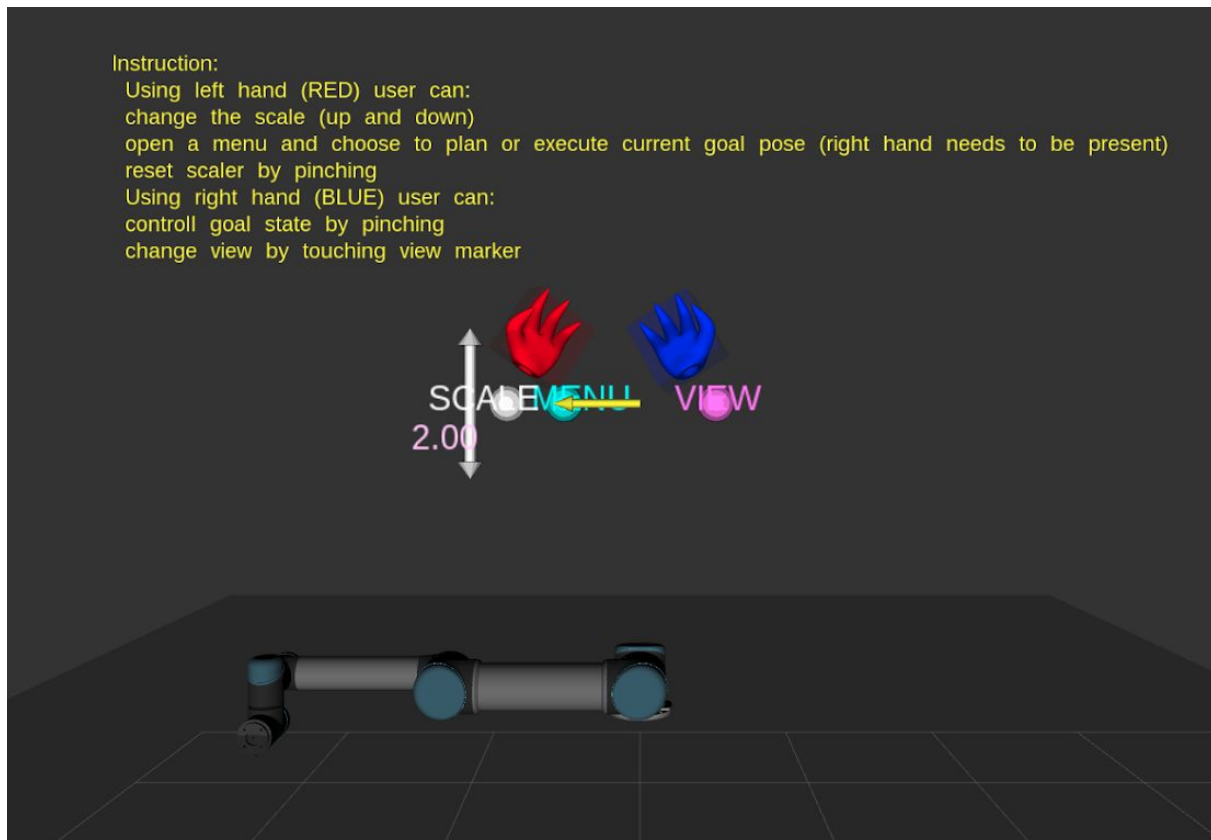 Instruction:
Using left hand (RED) user can:
change the scale (up and down)
open a menu and choose to plan or execute current goal pose (right hand needs to be present)
reset scaler by pinching
Using right hand (BLUE) user can:
controll goal state by pinching
change view by touching view marker
SCALE MENU VIEW
2.00